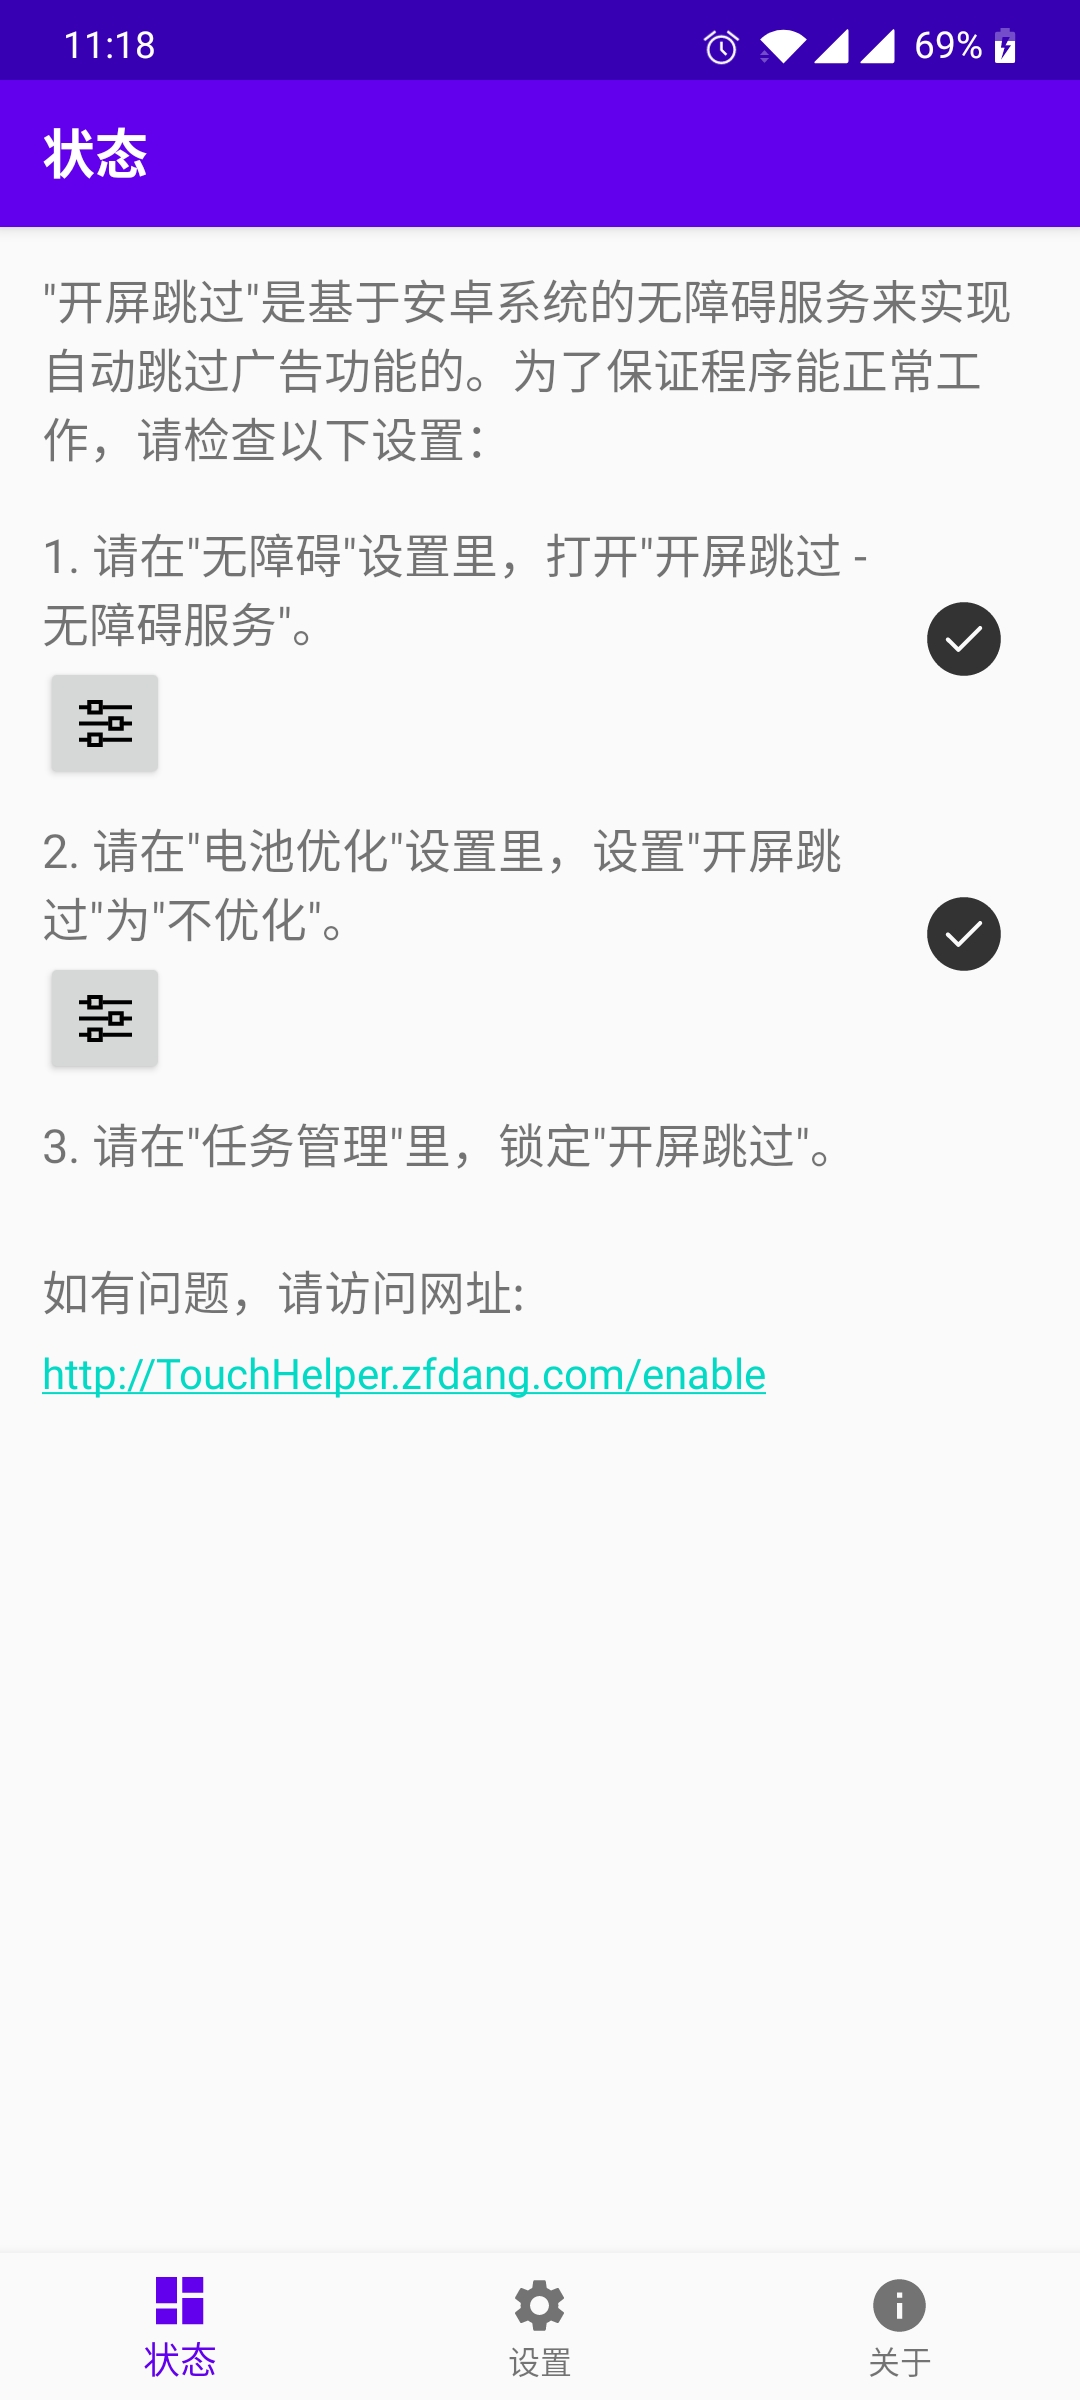 11:18
69%
状态
"开屏跳过"是基于安卓系统的无障碍服务来实现
自动跳过广告功能的。为了保证程序能正常工
作，请检查以下设置：
1. 请在"无障碍"设置里，打开"开屏跳过 -
无障碍服务"。
2. 请在"电池优化"设置里，设置"开屏跳
过"为"不优化"。
3. 请在"任务管理"里，锁定"开屏跳过"。
如有问题，请访问网址:
http://TouchHelper.zfdang.com/enable
状态
设置
关于